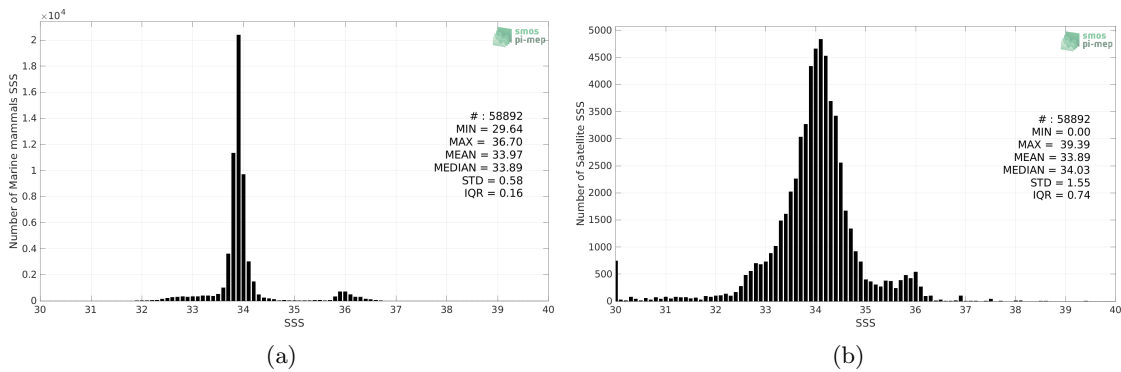 ×10⁴
2
1.8
1.6
1.4
1.2
1
0.8
0.6
0.4
0.2
0
Number of Marine mammals SSS
smos
pi-mep
# : 58892
MIN = 29.64
MAX = 36.70
MEAN = 33.97
MEDIAN = 33.89
STD = 0.58
IQR = 0.16
30 31 32 33 34 35 36 37 38 39 40
SSS
(a)
5000
4500
4000
3500
3000
2500
2000
1500
1000
500
0
Number of Satellite SSS
smos
pi-mep
# : 58892
MIN = 0.00
MAX = 39.39
MEAN = 33.89
MEDIAN = 34.03
STD = 1.55
IQR = 0.74
30 31 32 33 34 35 36 37 38 39 40
SSS
(b)